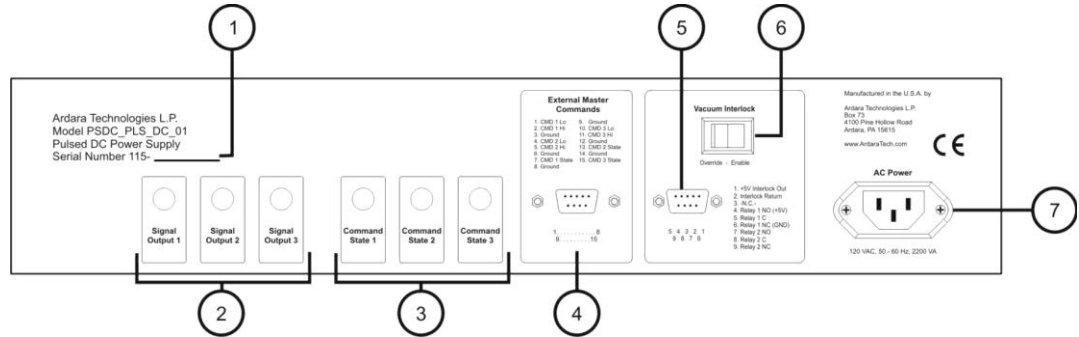 1
5
6
Ardara Technologies L.P.
Model PSDC_PLS_DC_01
Pulsed DC Power Supply
Serial Number 115-
Signal
Output 1
Signal
Output 2
Signal
Output 3
Command
State 1
Command
State 2
Command
State 3
External Master
Commands
1. CMD 1 Lo
2. CMD 1 Hi
3. Ground
4. CMD 2 Lo
5. CMD 2 Hi
6. Ground
7. CMD 1 State
8. Ground
9. Ground
10. CMD 3 Lo
11. CMD 3 Hi
12. Ground
13. CMD 2 State
14. Ground
15. CMD 3 State
1..........8
9........15
Vacuum Interlock
Override - Enable
5 4 3 2 1
9 8 7 6
1. +5V Interlock Out
2. Interlock Return
3. -N.C.-
4. Relay 1 NO (+5V)
5. Relay 1 C
6. Relay 1 NC (GND)
7. Relay 2 NO
8. Relay 2 C
9. Relay 2 NC
Manufactured in the U.S.A. by
Ardara Technologies L.P.
Box 73
4100 Pine Hollow Road
Ardara, PA 15615
www.ArdaraTech.com
CE
AC Power
120 VAC, 50 - 60 Hz, 2200 VA
7
2
3
4